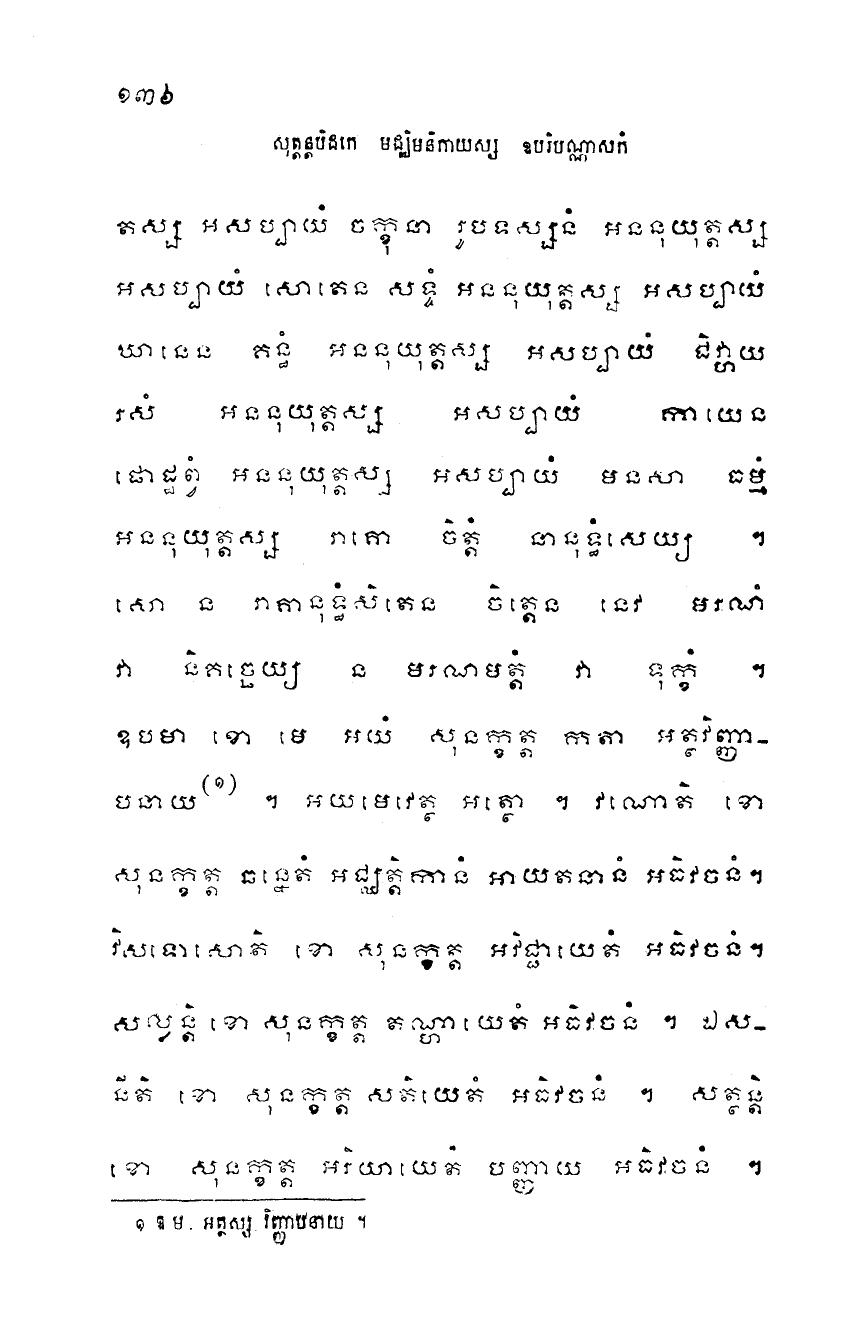 ១៣៦
សុត្តន្តបិដកេ មជ្ឈិមនិកាយស្ស ឧបរិបណ្ណាសកំ
តស្ស អសប្បាយំ ចក្ខុនា រូបទស្សនំ អននុយុត្តស្ស
អសប្បាយំ សោតេន សទ្ទំ អននុយុត្តស្ស អសប្បាយំ
ឃានេន គន្ធំ អននុយុត្តស្ស អសប្បាយំ ជិវ្ហាយ
រសំ អននុយុត្តស្ស អសប្បាយំ កាយេន
ផោដ្ឋព្វំ អននុយុត្តស្ស អសប្បាយំ មនសា ធម្មំ
អននុយុត្តស្ស រាគោ ចិត្តំ នានុទ្ធំសេយ្យ ។
សោ ន រាគានុទ្ធំសិតេន ចិត្តេន នេវ មរណំ
វា និគច្ឆេយ្យ ន មរណមត្តំ វា ទុក្ខំ ។
ឧបមា ខោ មេ អយំ សុនក្ខត្ត កតា អត្ថវិញ្ញា-
បនាយ(១) ។ អយមេវេត្ថ អត្ថោ ។ វណោតិ ខោ
សុនក្ខត្ត ឆន្នេតំ អជ្ឈត្តិកានំ អាយតនានំ អធិវចនំ។
វិសទោសោតិ ខោ សុនក្ខត្ត អវិជ្ជាយេតំ អធិវចនំ។
សល្លន្តិ ខោ សុនក្ខត្ត តណ្ហាយេតំ អធិវចនំ ។ ឯស-
នីតិ ខោ សុនក្ខត្ត សតិយេតំ អធិវចនំ ។ សត្ថន្តិ
ខោ សុនក្ខត្ត អរិយាយេតំ បញ្ញាយ អធិវចនំ ។
១ ឱ ម. អត្ថស្ស វិញ្ញាបនាយ ។